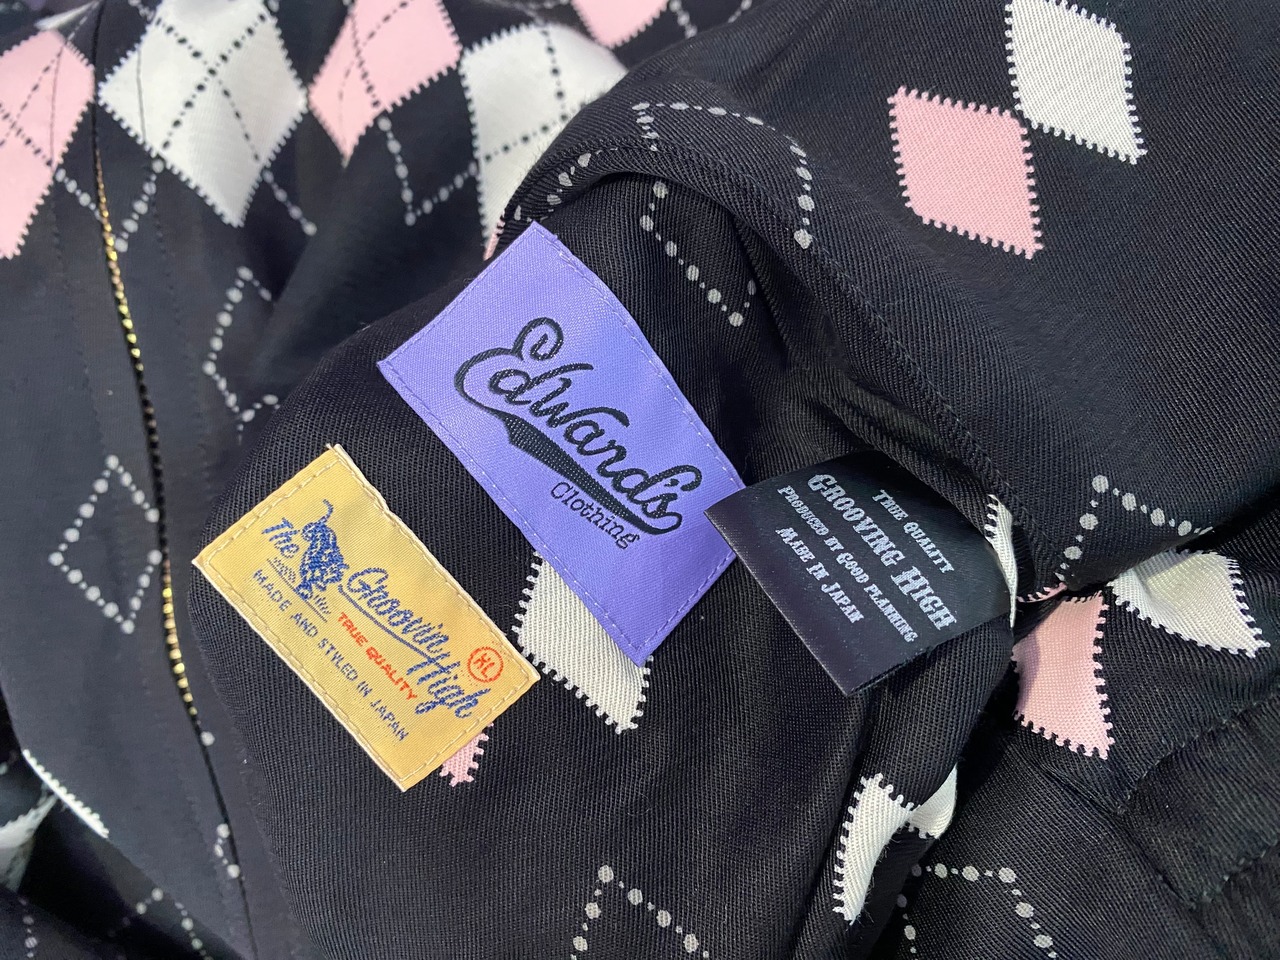 The
Groovin High
TRUE QUALITY
HL
MADE AND STYLED IN JAPAN
Edward's
Clothing
TRUE QUALITY
GROOVING HIGH
PRODUCED BY GOOD PLANNING
MADE IN JAPAN